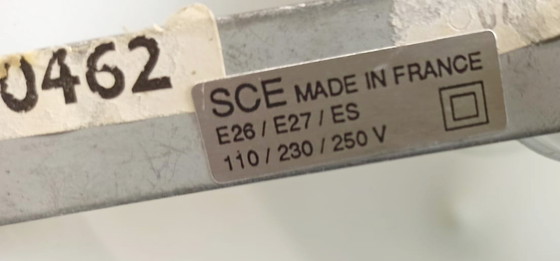 0462
SCE MADE IN FRANCE
E26 / E27 / ES
110 / 230 / 250 V